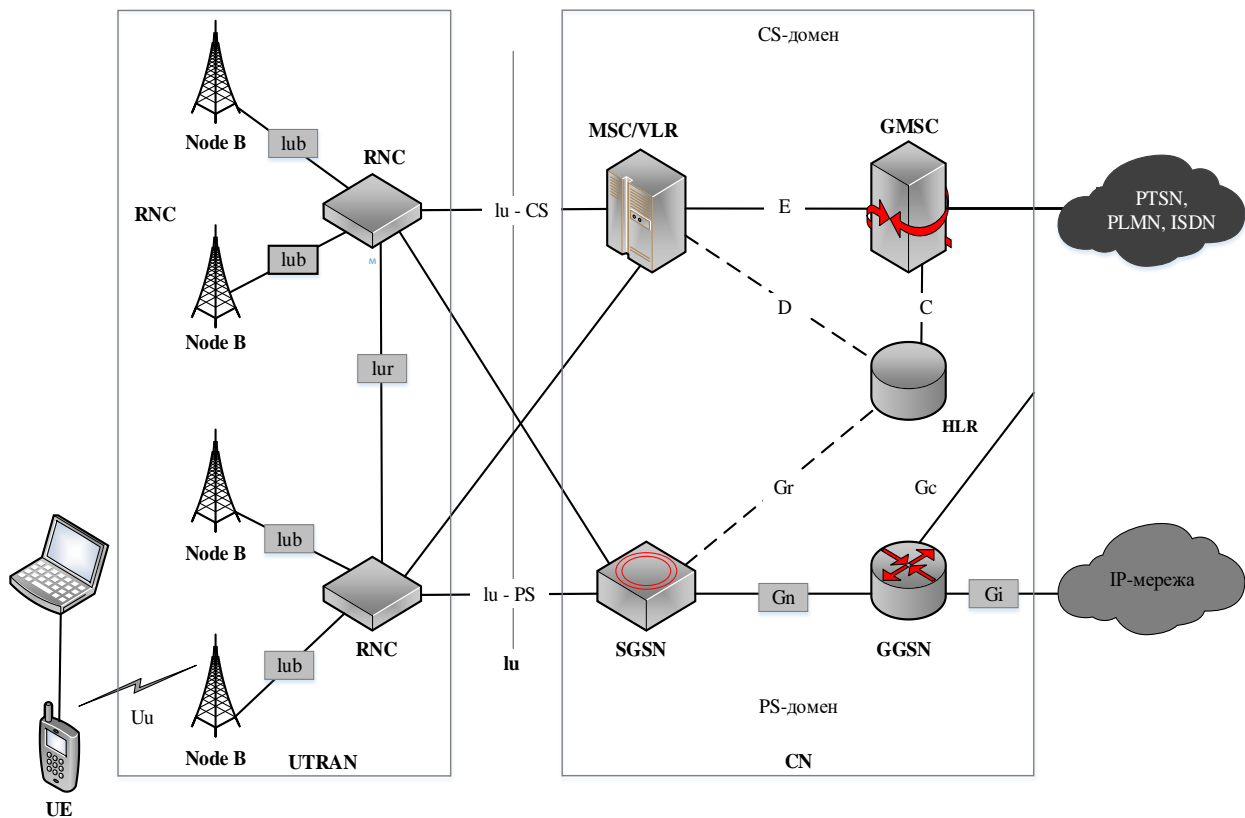 CS-домен
Node B
lub
RNC
MSC/VLR
GMSC
RNC
lu - CS
E
PTSN,
PLMN, ISDN
lub
м
Node B
D
C
lur
HLR
Gr
Gc
Node B
lub
lu - PS
Gn
Gi
IP-мережа
RNC
lub
lu
SGSN
GGSN
Uu
Node B
UTRAN
PS-домен
CN
UE